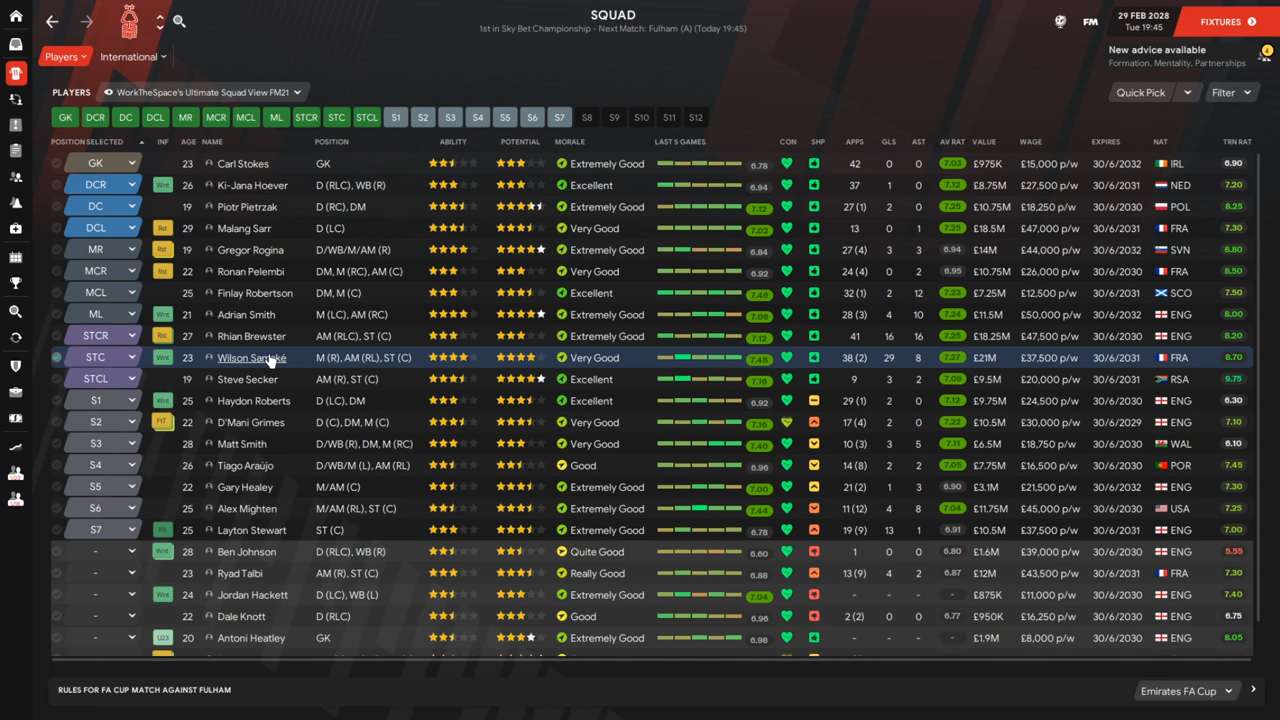 SQUAD
1st in Sky Bet Championship - Next Match: Fulham (A) (Today 19:45)
FM
29 FEB 2028
Tue 19:45
FIXTURES
Players
International
New advice available
Formation, Mentality, Partnerships
4
PLAYERS
WorkTheSpace's Ultimate Squad View FM21
Quick Pick
Filter
GK DCR DC DCL MR MCR MCL ML STCR STC STCL S1 S2 S3 S4 S5 S6 S7 S8 S9 S10 S11 S12
POSITION SELECTED INF AGE NAME POSITION ABILITY POTENTIAL MORALE LAST 5 GAMES CON SHP APPS GLS AST AV RAT VALUE WAGE EXPIRES NAT TRN RAT
GK 23 Carl Stokes GK Extremely Good 6.78 42 0 0 7.03 £975K £15,000 p/w 30/6/2032 IRL 6.90
DCR Wnt 26 Ki-Jana Hoever D (RLC), WB (R) Excellent 6.94 37 1 0 7.12 £8.75M £27,500 p/w 30/6/2031 NED 7.20
DC 19 Piotr Pietrzak D (RC), DM Extremely Good 7.12 27 (1) 2 0 7.25 £10.75M £18,250 p/w 30/6/2031 POL 8.25
DCL Rst 29 Malang Sarr D (LC) Very Good 7.02 13 0 1 7.25 £18.5M £47,000 p/w 30/6/2031 FRA 7.30
MR Rst 19 Gregor Rogina D/WB/M/AM (R) Extremely Good 6.84 27 (4) 3 3 6.94 £14M £44,000 p/w 30/6/2032 SVN 8.80
MCR Rst 22 Ronan Pelembi DM, M (RC), AM (C) Very Good 6.92 24 (4) 2 0 6.95 £10.75M £26,000 p/w 30/6/2031 FRA 8.50
MCL 25 Finlay Robertson DM, M (C) Excellent 7.46 32 (1) 2 12 7.23 £7.25M £12,500 p/w 30/6/2031 SCO 7.50
ML Wnt 21 Adrian Smith M (LC), AM (RC) Extremely Good 7.06 28 (3) 4 10 7.24 £11.5M £50,000 p/w 30/6/2032 ENG 8.00
STCR Rst 27 Rhian Brewster AM (RLC), ST (C) Extremely Good 7.12 41 16 16 7.25 £18.25M £47,500 p/w 30/6/2031 ENG 8.20
STC Wnt 23 Wilson M (R), AM (RL), ST (C) Very Good 7.48 38 (2) 29 8 7.27 £21M £37,500 p/w 30/6/2031 FRA 8.70
STCL 19 Steve Secker AM (R), ST (C) Excellent 7.16 9 3 2 7.09 £9.5M £20,000 p/w 30/6/2031 RSA 9.75
S1 Wnt 25 Haydon Roberts D (LC), DM Excellent 6.92 29 (1) 2 0 7.12 £9.75M £24,500 p/w 30/6/2031 ENG 6.30
S2 FIT 22 D'Mani Grimes D (C), DM, M (C) Very Good 7.16 17 (4) 2 0 7.22 £10.5M £30,000 p/w 30/6/2029 ENG 7.10
S3 28 Matt Smith D/WB (R), DM, M (RC) Very Good 7.40 10 (3) 3 5 7.11 £6.5M £18,750 p/w 30/6/2030 WAL 6.10
S4 26 Tiago Araújo D/WB/M (L), AM (RL) Good 6.96 14 (8) 2 2 7.05 £7.75M £16,500 p/w 30/6/2030 POR 7.45
S5 22 Gary Healey M/AM (C) Extremely Good 7.00 21 (2) 1 3 6.90 £3.1M £21,500 p/w 30/6/2030 ENG 7.30
S6 25 Alex Mighten M/AM (RL), ST (C) Extremely Good 7.44 11 (12) 4 8 7.04 £11.75M £45,000 p/w 30/6/2030 USA 7.25
S7 PR 25 Layton Stewart ST (C) Extremely Good 6.78 19 (9) 13 1 6.91 £10.5M £37,500 p/w 30/6/2031 ENG 7.00
- Wnt 28 Ben Johnson D (RLC), WB (R) Quite Good 6.60 1 0 0 6.80 £1.6M £39,000 p/w 30/6/2030 ENG 5.55
- 23 Ryad Talbi AM (R), ST (C) Really Good 6.88 13 (9) 4 2 6.87 £12M £43,500 p/w 30/6/2031 FRA 7.30
- Wnt 24 Jordan Hackett D (LC), WB (L) Extremely Good 7.04 - - - - £875K £11,000 p/w 30/6/2030 ENG 7.40
- 22 Dale Knott D (RLC) Good 6.96 2 (2) 0 0 6.77 £950K £16,250 p/w 30/6/2030 ENG 6.75
- U23 20 Antoni Heatley GK Extremely Good 6.98 - - - - £1.9M £8,000 p/w 30/6/2030 ENG 8.05
RULES FOR FA CUP MATCH AGAINST FULHAM
Emirates FA Cup